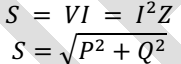 S = VI = I²Z
S = √P² + Q²